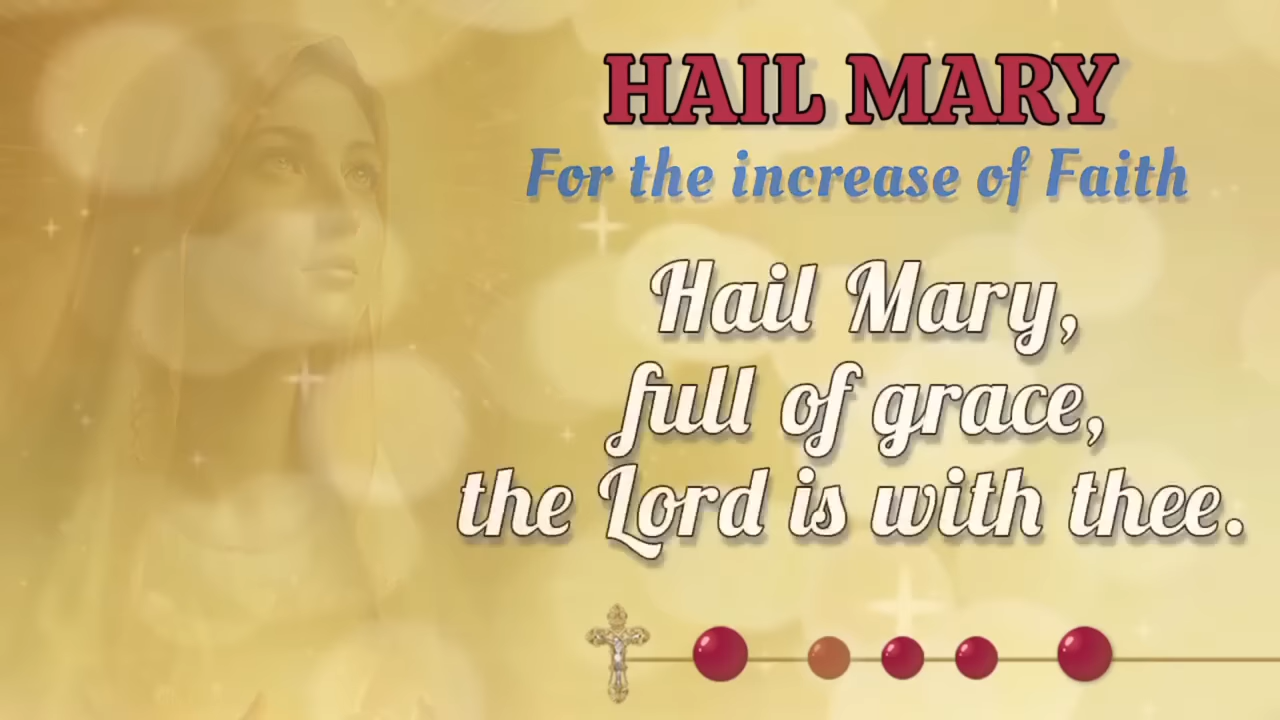 HAIL MARY
For the increase of Faith
Hail Mary,
full of grace,
the Lord is with thee.